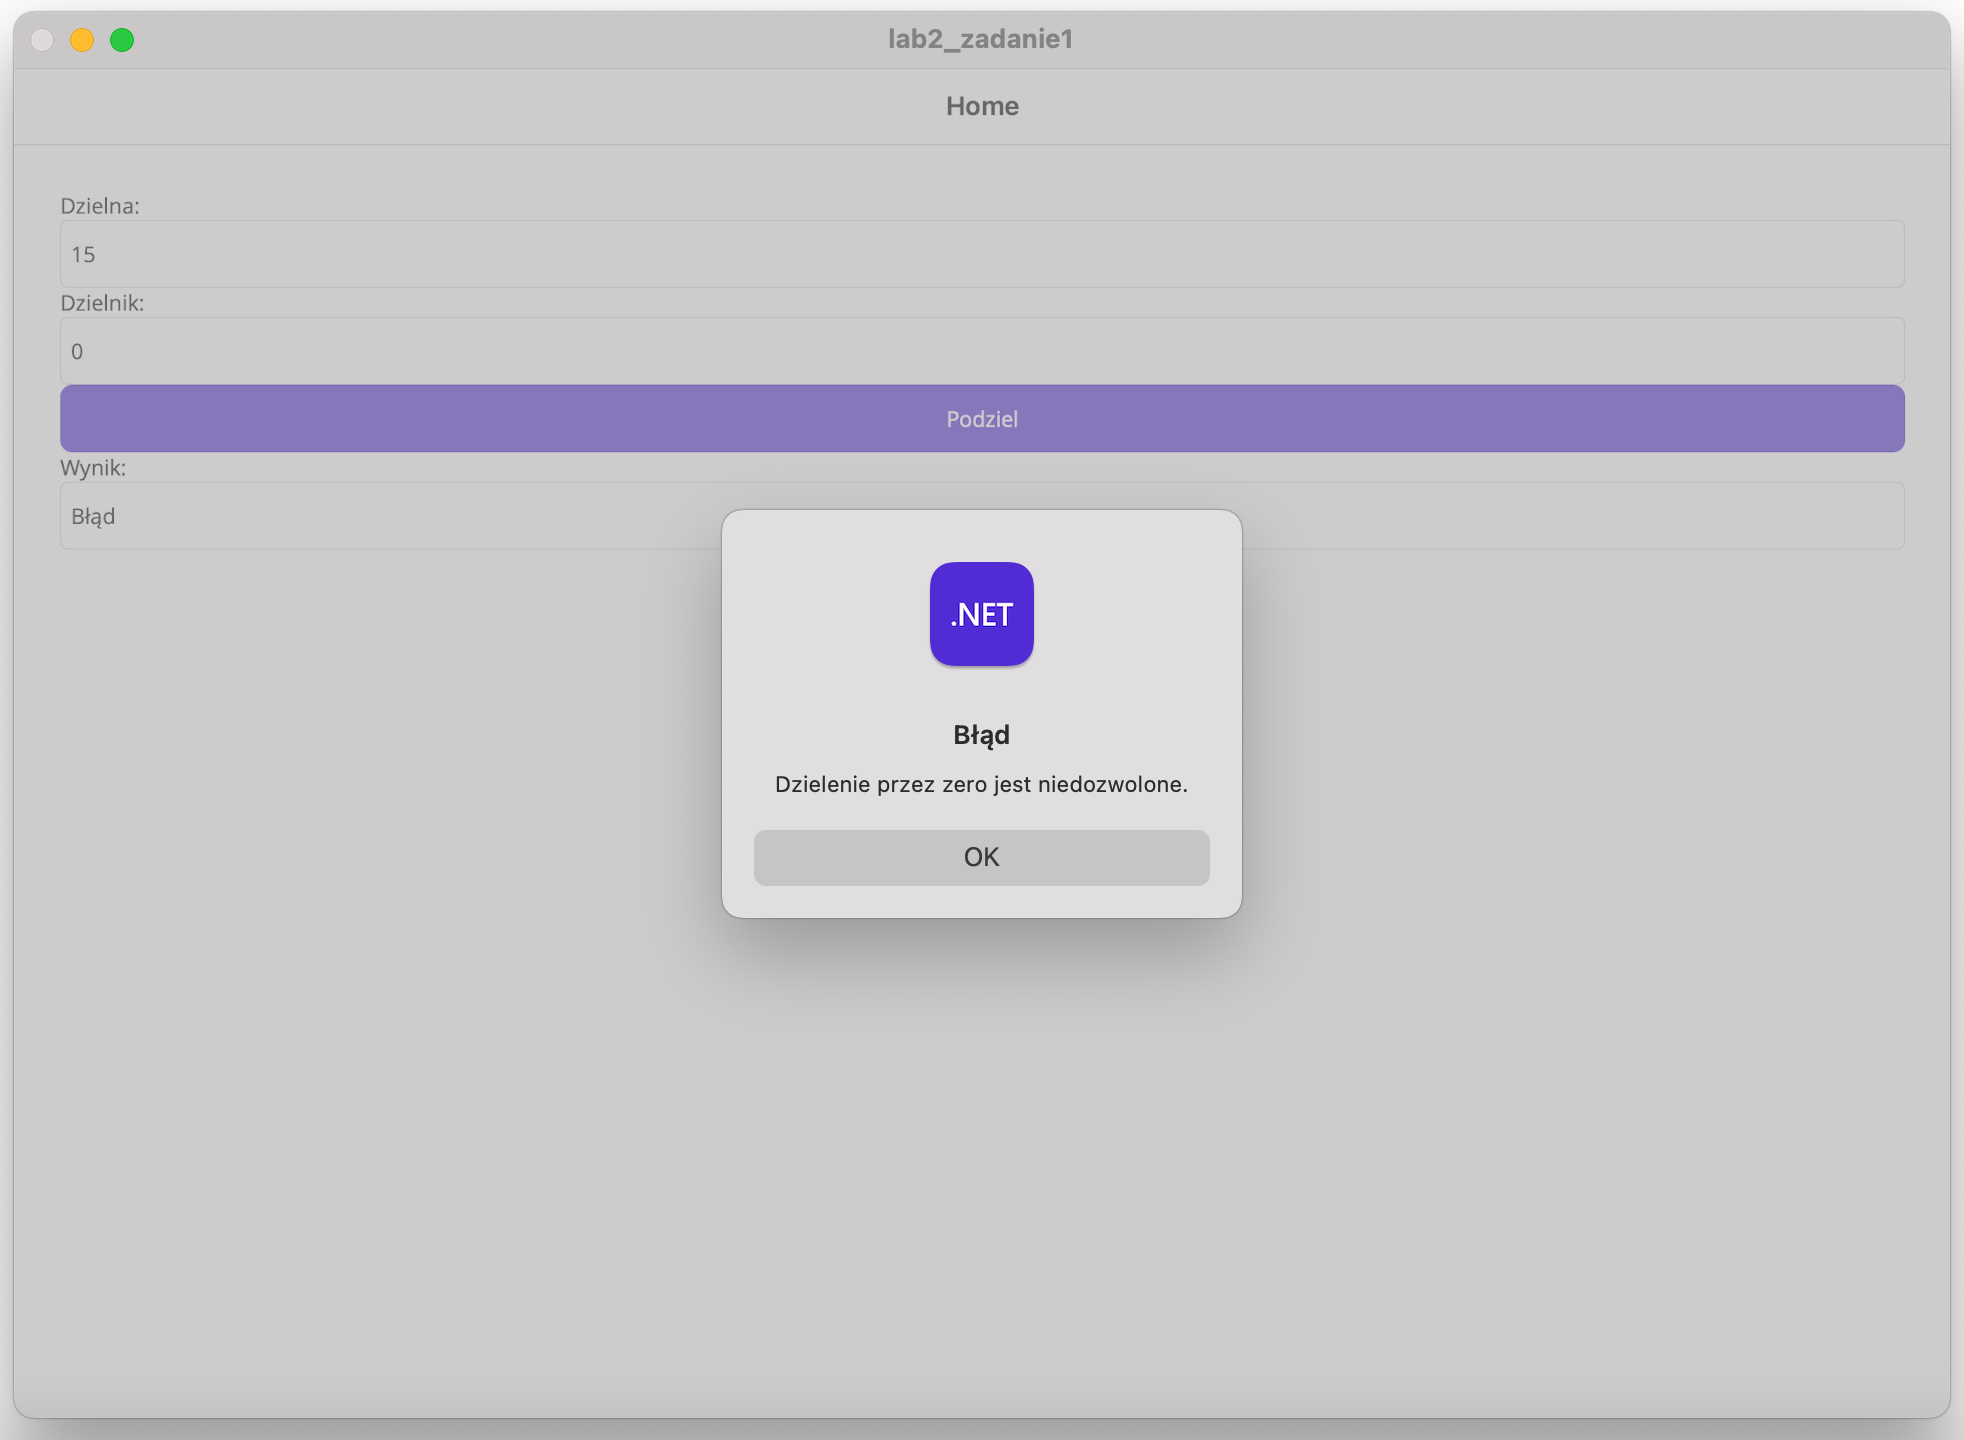 lab2_zadanie1
Home
Dzielna:
15
Dzielnik:
0
Podziel
Wynik:
Błąd
.NET
Błąd
Dzielenie przez zero jest niedozwolone.
OK